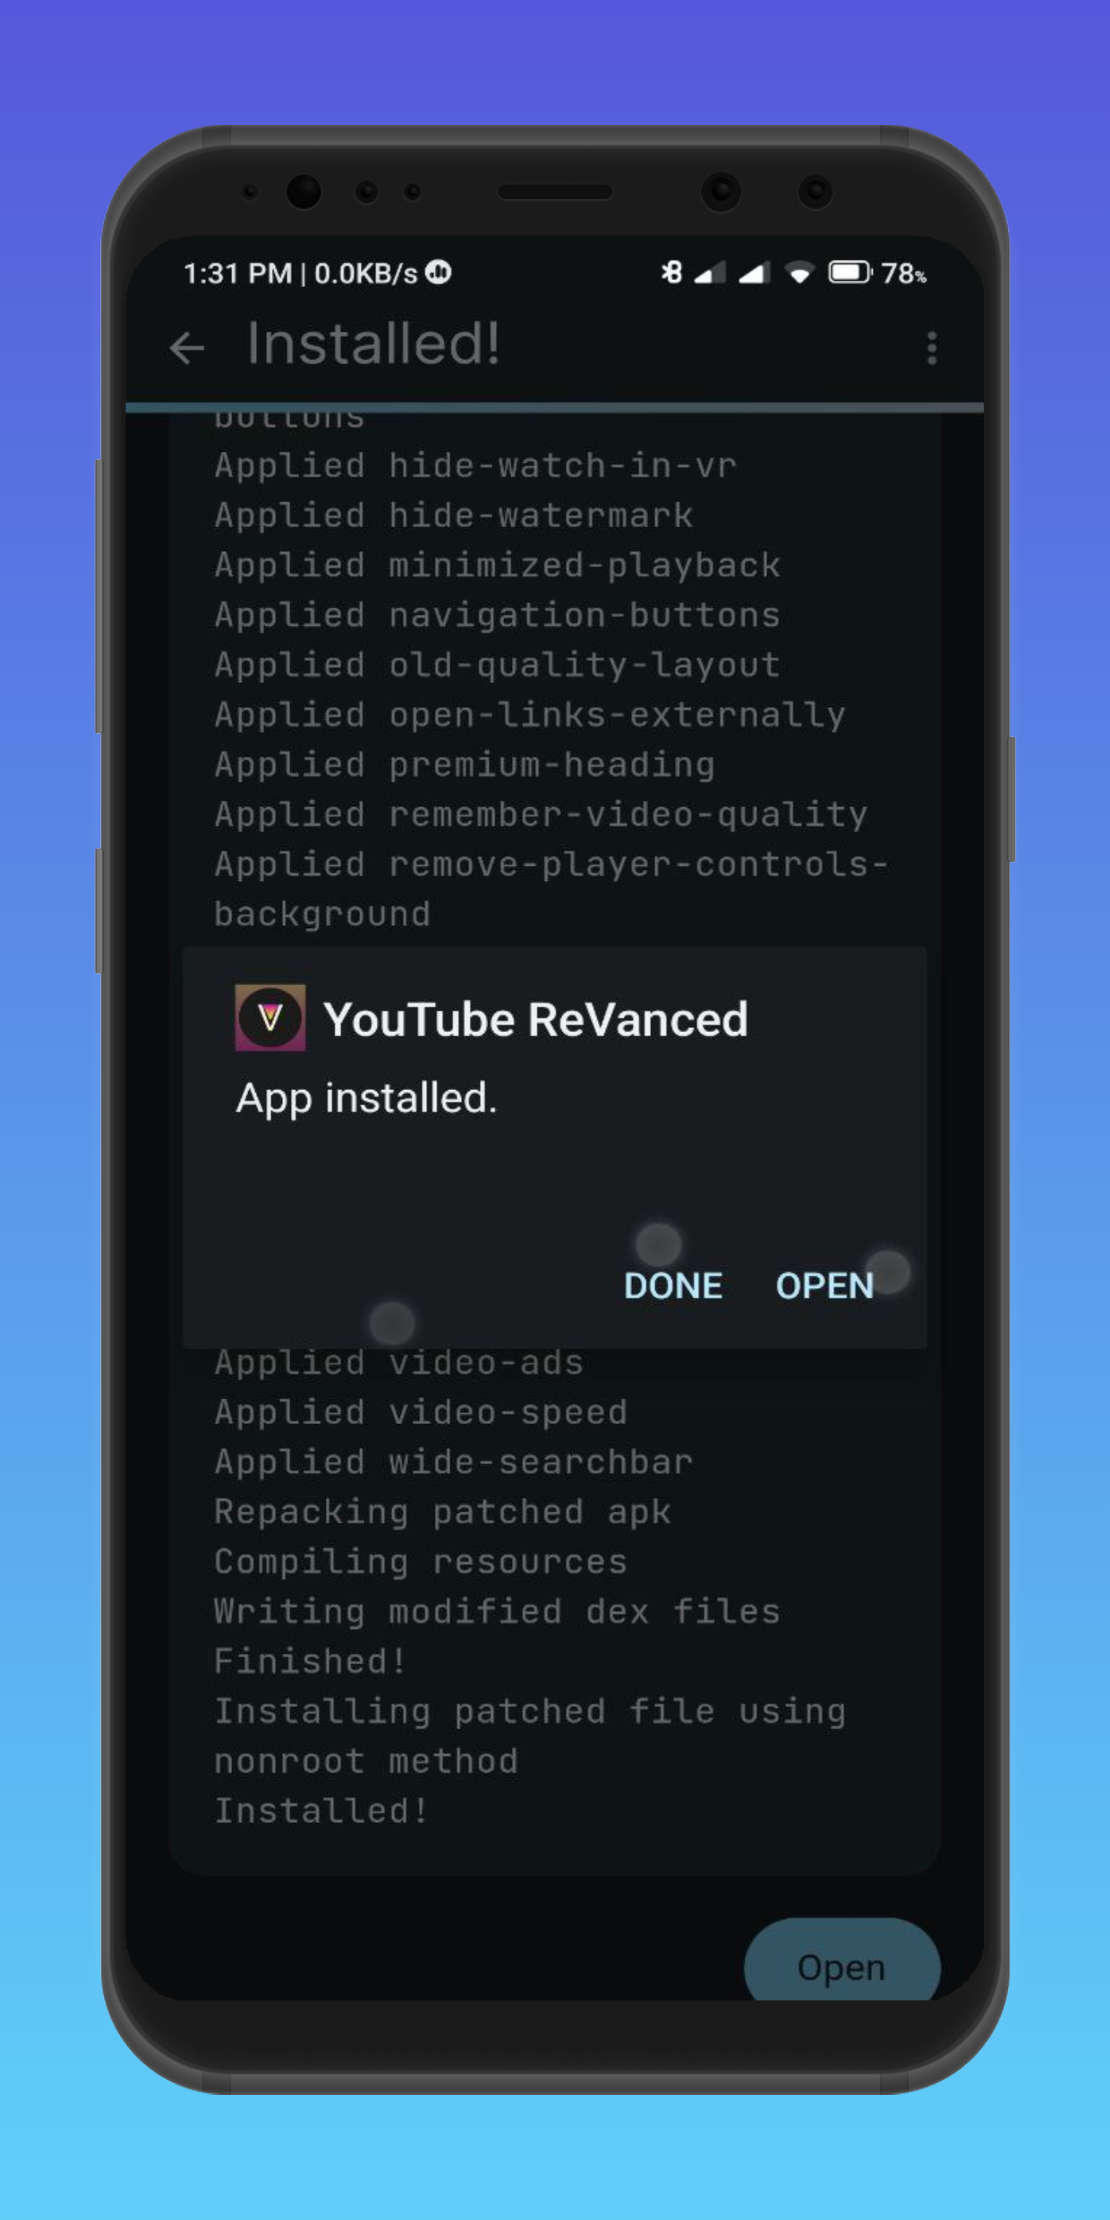 1:31 PM | 0.0KB/s
78%
Installed!
buttons
Applied hide-watch-in-vr
Applied hide-watermark
Applied minimized-playback
Applied navigation-buttons
Applied old-quality-layout
Applied open-links-externally
Applied premium-heading
Applied remember-video-quality
Applied remove-player-controls-
background
YouTube ReVanced
App installed.
DONE OPEN
Applied video-ads
Applied video-speed
Applied wide-searchbar
Repacking patched apk
Compiling resources
Writing modified dex files
Finished!
Installing patched file using
nonroot method
Installed!
Open